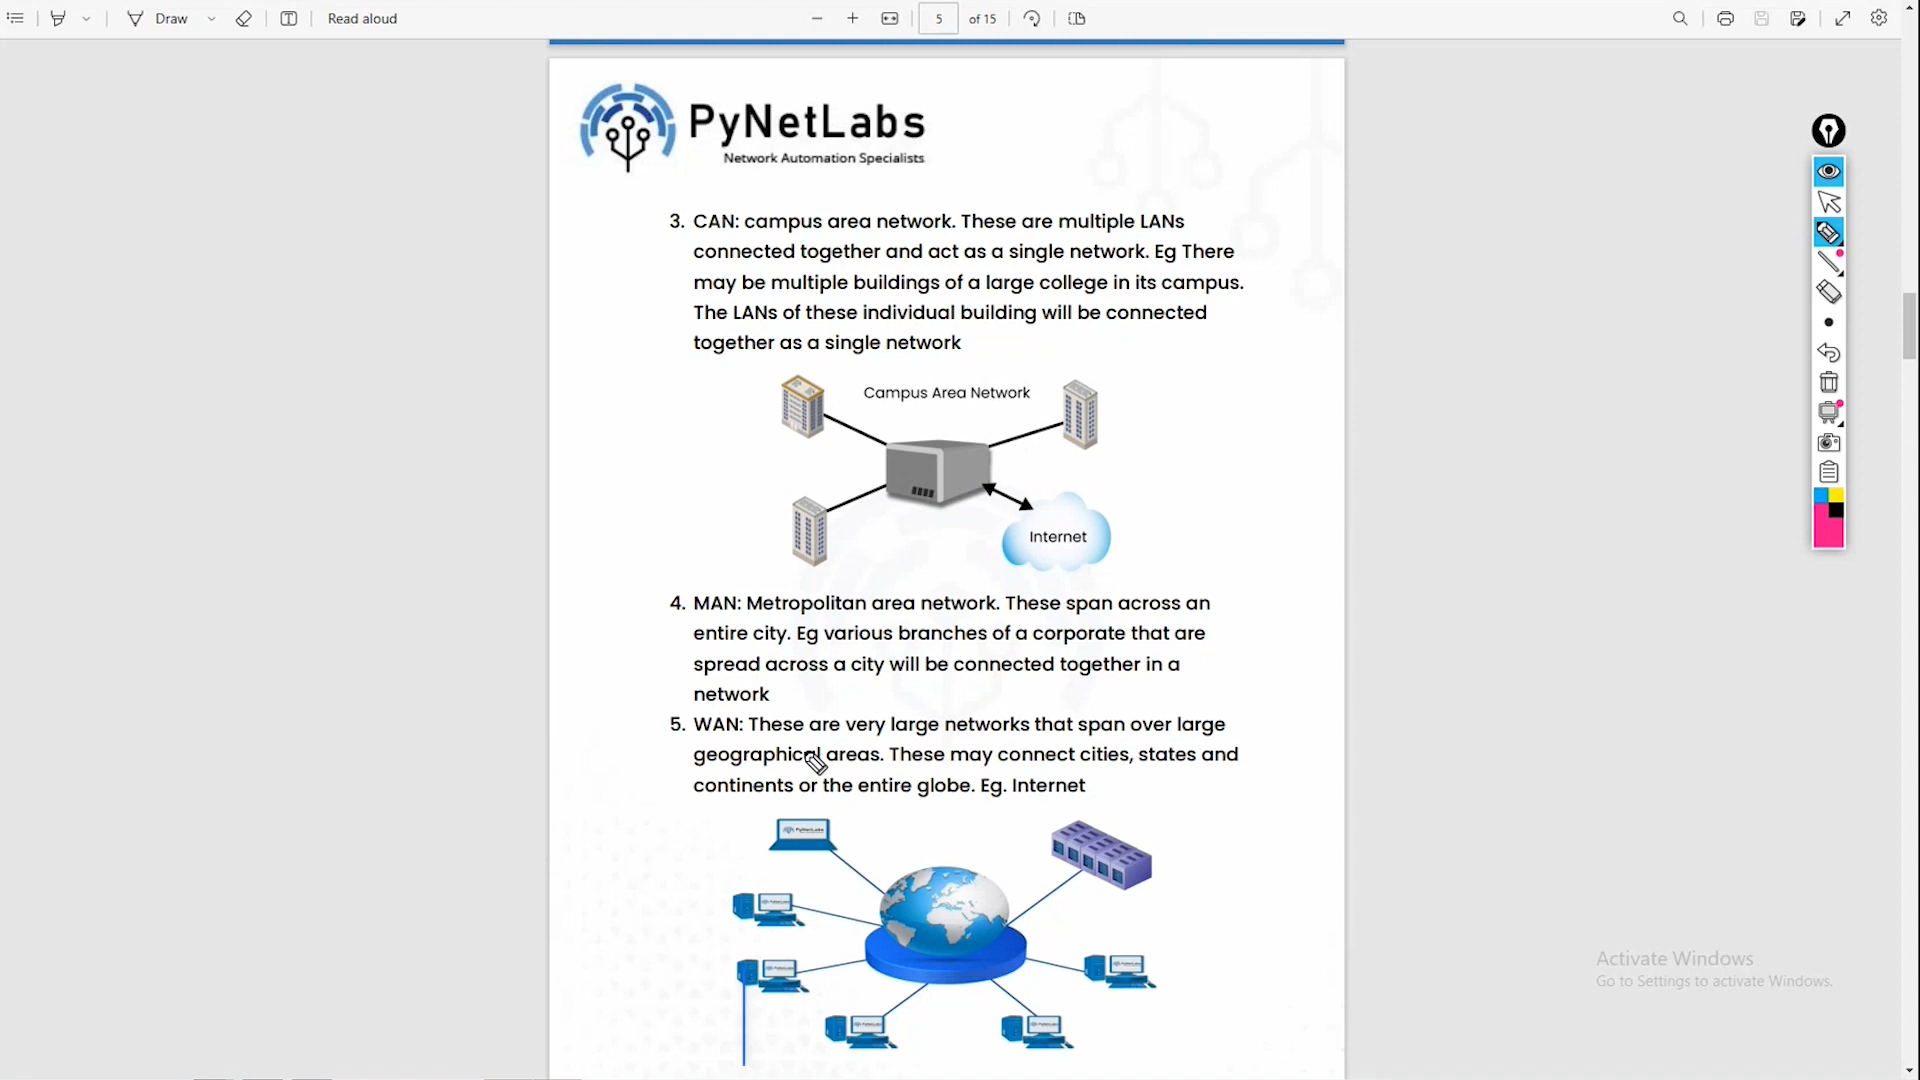 Draw
Read aloud
5
of 15
PyNetLabs
Network Automation Specialists
3. CAN: campus area network. These are multiple LANs
connected together and act as a single network. Eg There
may be multiple buildings of a large college in its campus.
The LANs of these individual building will be connected
together as a single network
Campus Area Network
Internet
4. MAN: Metropolitan area network. These span across an
entire city. Eg various branches of a corporate that are
spread across a city will be connected together in a
network
5. WAN: These are very large networks that span over large
geographical areas. These may connect cities, states and
continents or the entire globe. Eg. Internet
PyNetLabs
PyNetLabs
PyNetLabs
PyNetLabs
PyNetLabs
PyNetLabs
Activate Windows
Go to Settings to activate Windows.